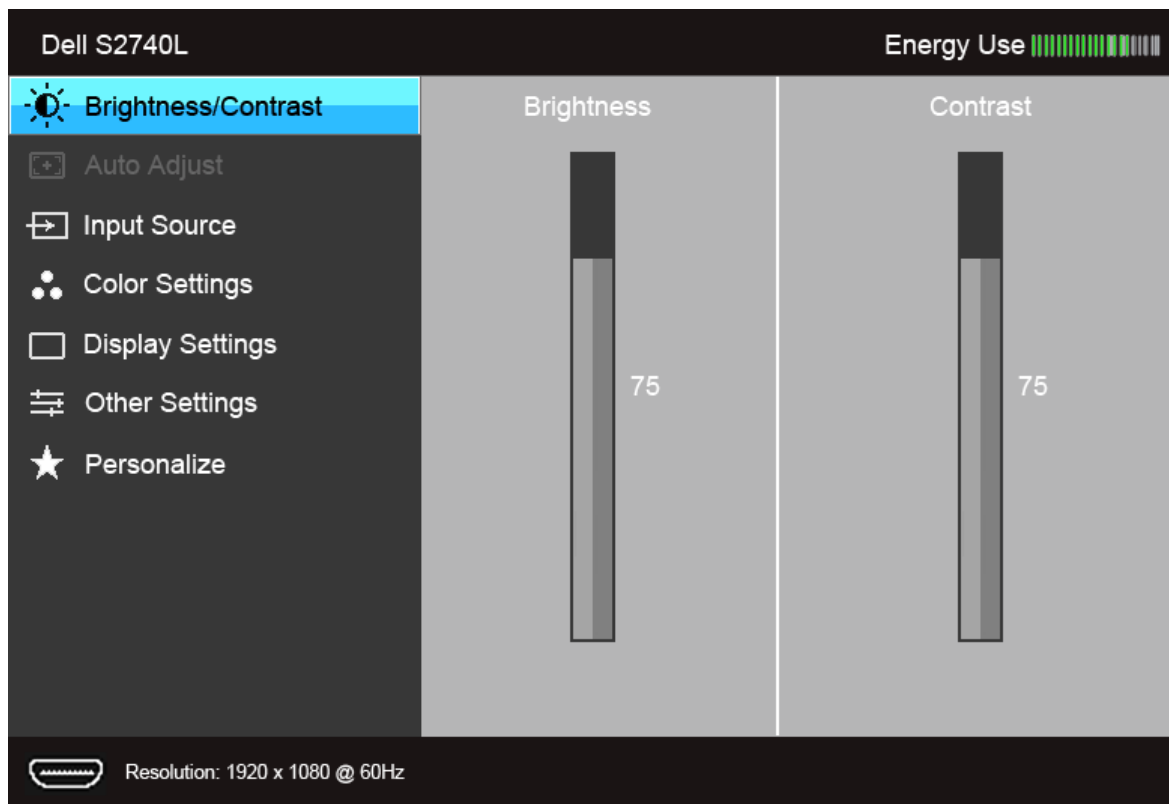 Dell S2740L
Energy Use
Brightness/Contrast
Auto Adjust
Input Source
Color Settings
Display Settings
Other Settings
Personalize
Brightness
75
Contrast
75
Resolution: 1920 x 1080 @ 60Hz